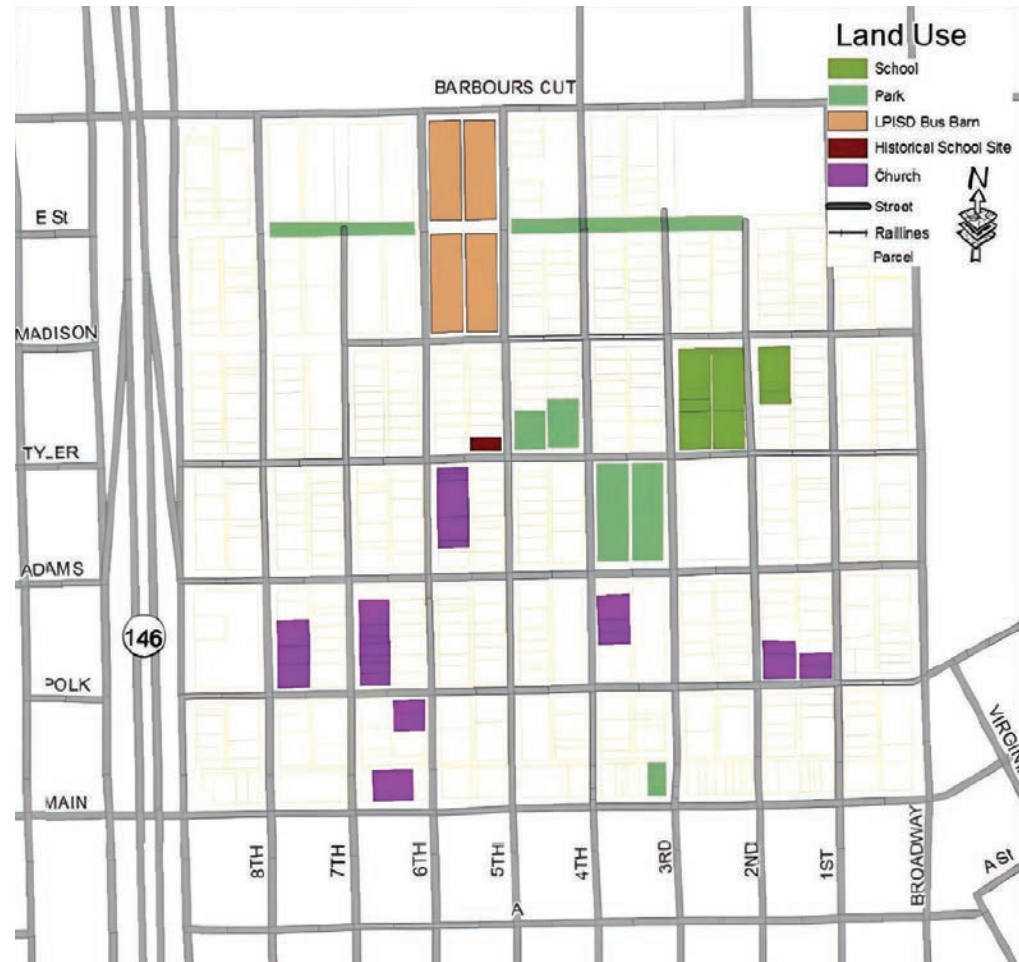 Land Use
School
Park
LPISD Bus Barn
Historical School Site
Church
Street
Raillines
Parcel
N
BARBOURS CUT
E St
MADISON
TYLER
ADAMS
146
POLK
MAIN
VIRGINI
8TH
7TH
6TH
5TH
4TH
3RD
2ND
1ST
BROADWAY
A St
A